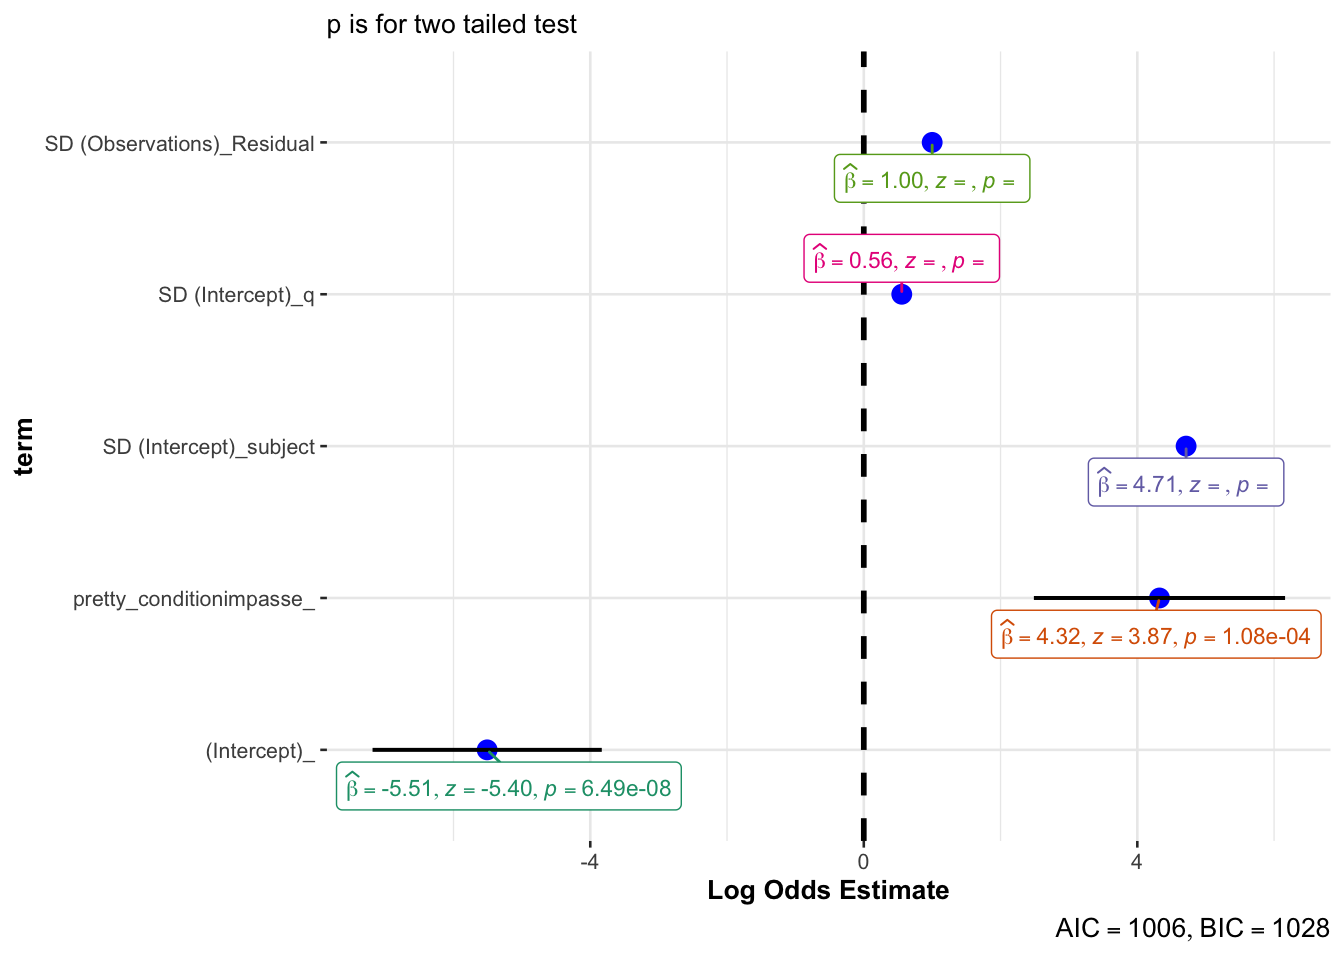 p is for two tailed test
SD (Observations)_Residual
β̂ = 1.00, z = , p =
β̂ = 0.56, z = , p =
SD (Intercept)_q
SD (Intercept)_subject
β̂ = 4.71, z = , p =
term
pretty_conditionimpasse_
β̂ = 4.32, z = 3.87, p = 1.08e-04
(Intercept)_
β̂ = -5.51, z = -5.40, p = 6.49e-08
-4 0 4
Log Odds Estimate
AIC = 1006, BIC = 1028